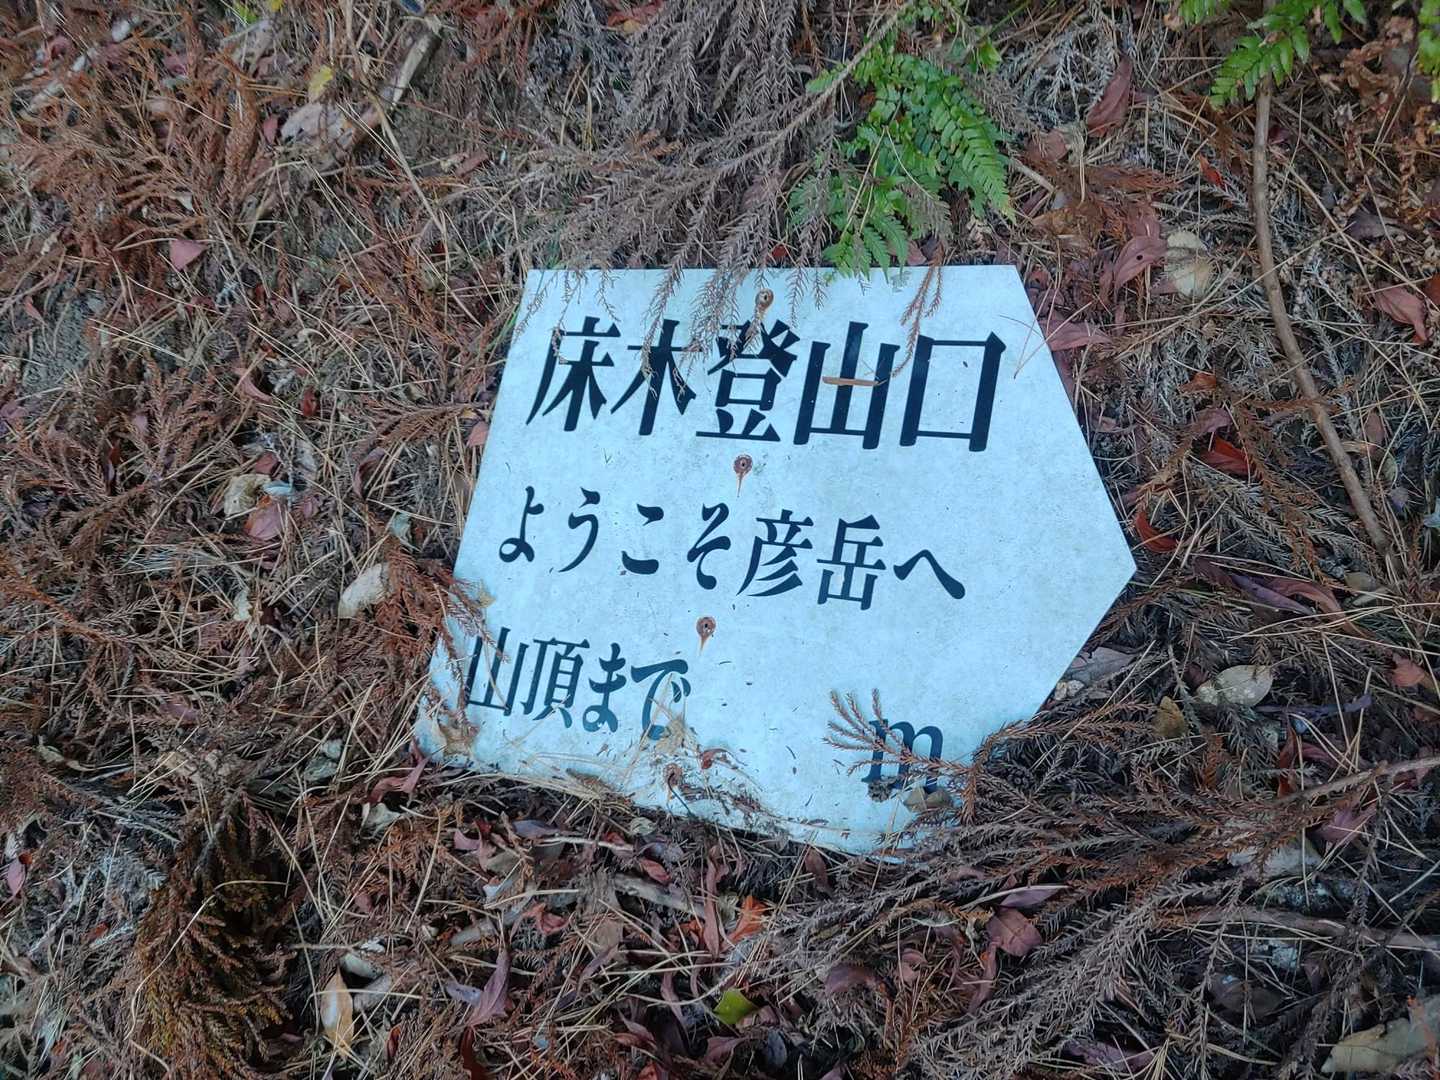 床木登山口
ようこそ彦岳へ
山頂まで m